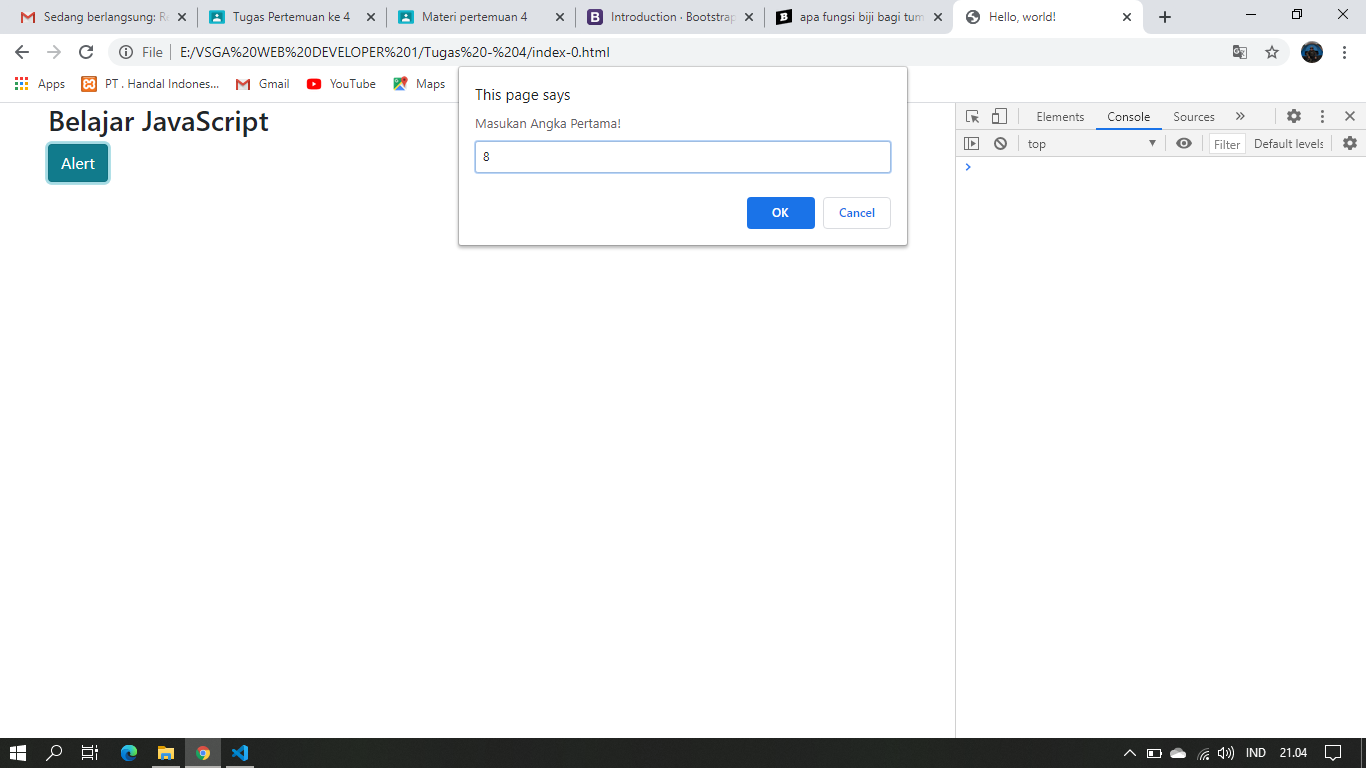 Sedang berlangsung: Ra
Tugas Pertemuan ke 4
Materi pertemuan 4
Introduction · Bootstrap
apa fungsi biji bagi tum
Hello, world!
File
E:/VSGA%20WEB%20DEVELOPER%201/Tugas%20-%204/index-0.html
Apps
PT . Handal Indones...
Gmail
YouTube
Maps
This page says
Masukan Angka Pertama!
8
OK
Cancel
Belajar JavaScript
Alert
Elements
Console
Sources
»
top
Filter
Default levels
IND
21.04